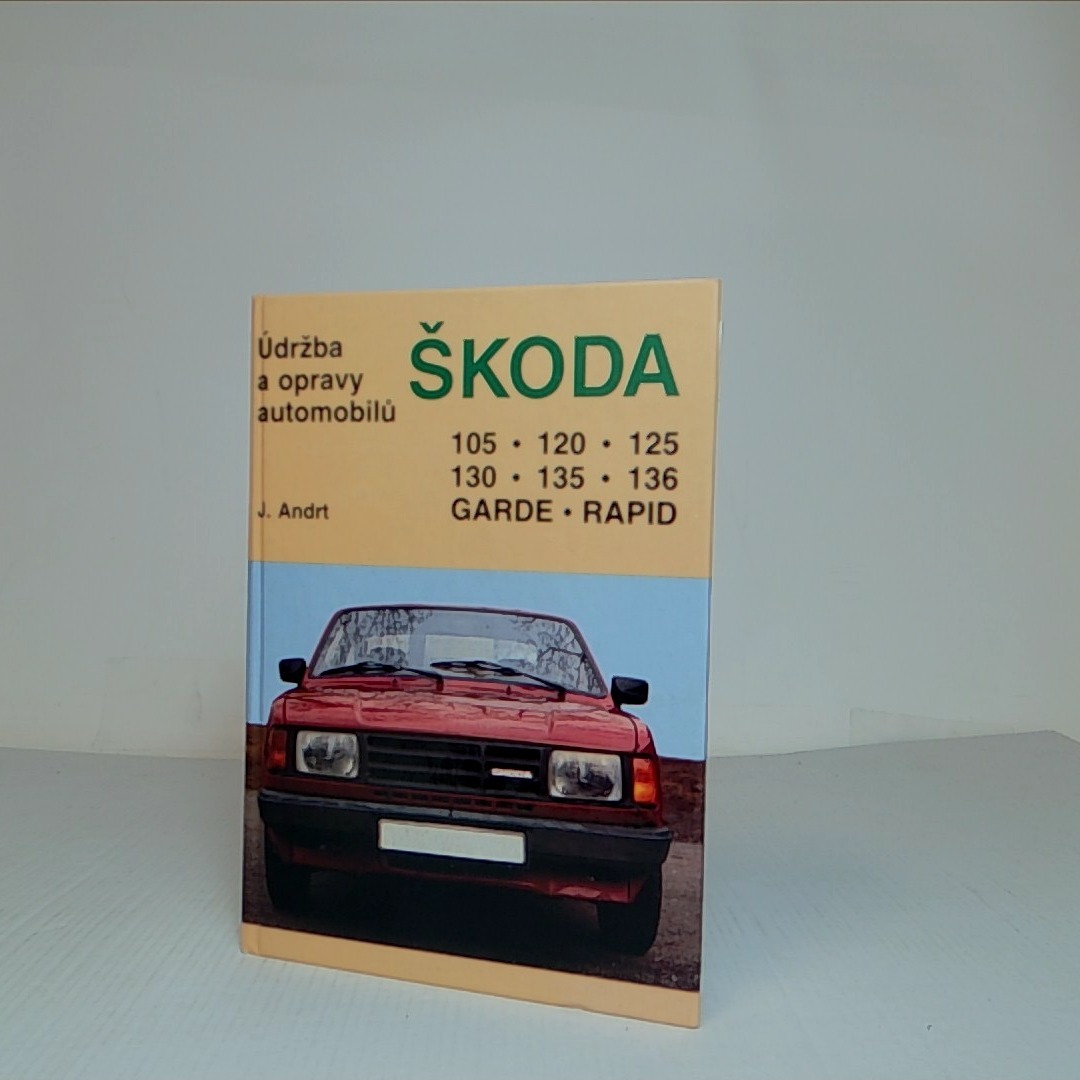 Údržba
a opravy
automobilů
J. Andrt
ŠKODA
105 • 120 • 125
130 • 135 • 136
GARDE • RAPID